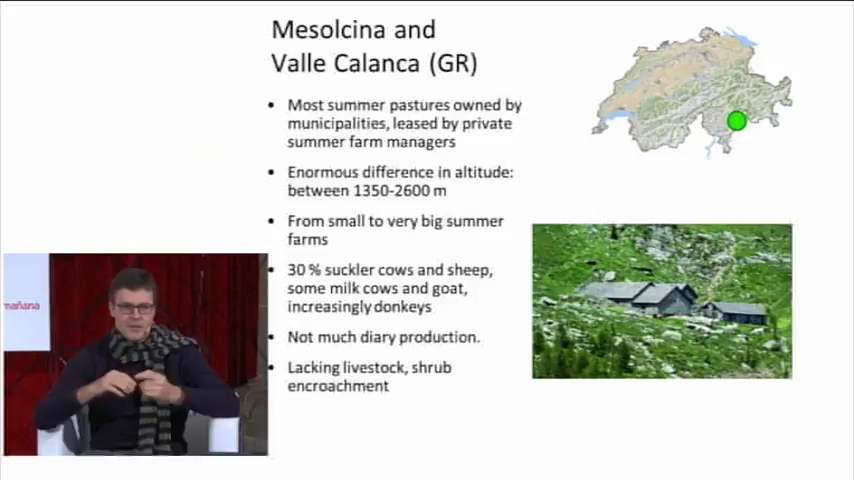 Mesolcina and
Valle Calanca (GR)
• Most summer pastures owned by
municipalities, leased by private
summer farm managers
• Enormous difference in altitude:
between 1350-2600 m
• From small to very big summer
farms
• 30 % suckler cows and sheep,
some milk cows and goat,
increasingly donkeys
• Not much diary production.
• Lacking livestock, shrub
encroachment
mañana